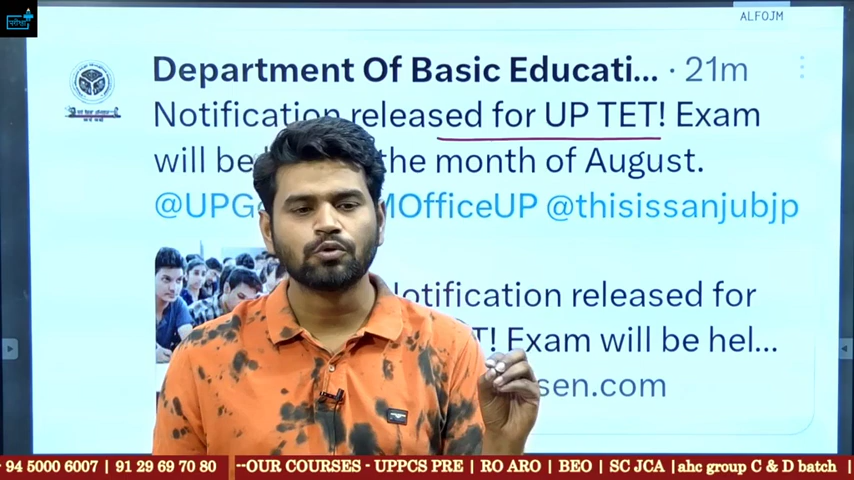 परीक्षा
ALFOJM
Department Of Basic Educati... · 21m
Notification released for UP TET! Exam
will be the month of August.
@UPGo MOfficeUP @thisissanjubjp
Notification released for
T! Exam will be hel...
sen.com
94 5000 6007 | 91 29 69 70 80 --OUR COURSES - UPPCS PRE | RO ARO | BEO | SC JCA |ahc group C & D batch |